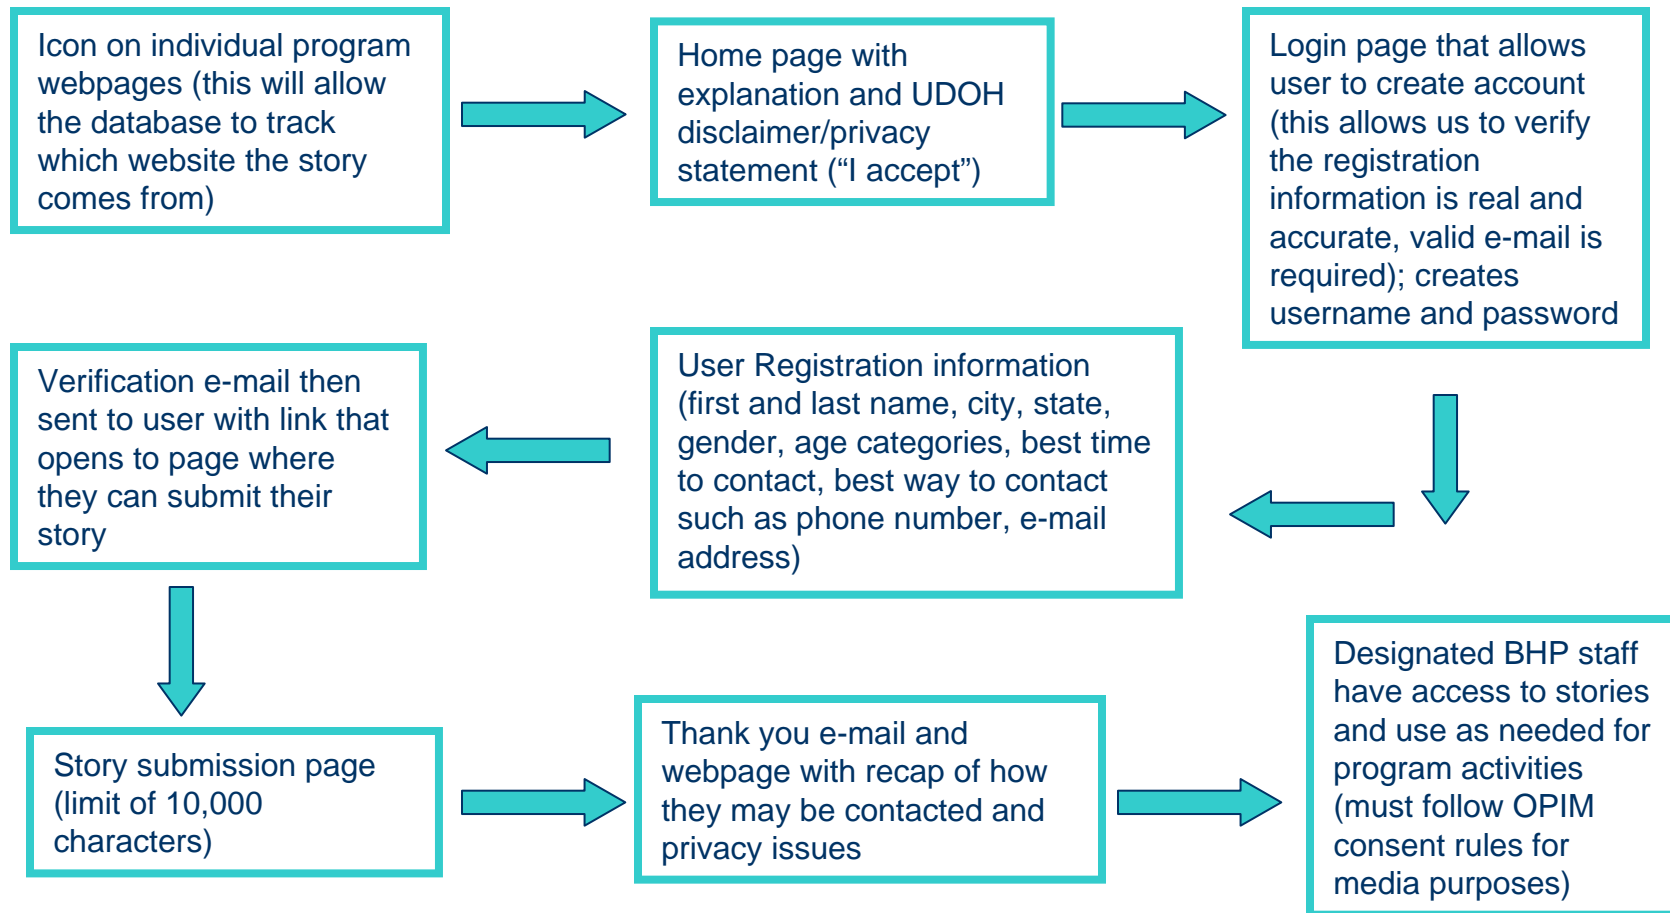 Icon on individual program
webpages (this will allow
the database to track
which website the story
comes from)
Home page with
explanation and UDOH
disclaimer/privacy
statement (“I accept”)
Login page that allows
user to create account
(this allows us to verify
the registration
information is real and
accurate, valid e-mail is
required); creates
username and password
User Registration information
(first and last name, city, state,
gender, age categories, best time
to contact, best way to contact
such as phone number, e-mail
address)
Verification e-mail then
sent to user with link that
opens to page where
they can submit their
story
Story submission page
(limit of 10,000
characters)
Thank you e-mail and
webpage with recap of how
they may be contacted and
privacy issues
Designated BHP staff
have access to stories
and use as needed for
program activities
(must follow OPIM
consent rules for
media purposes)